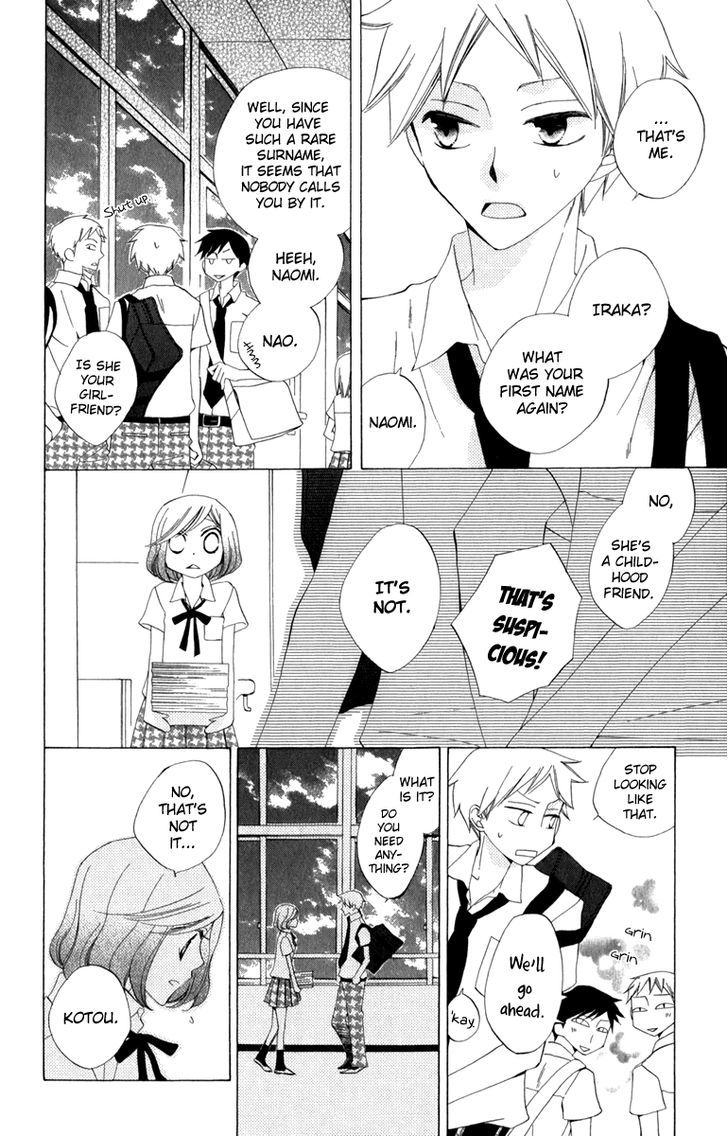 ...
THAT'S
ME.
IRAKA?
WHAT
WAS YOUR
FIRST NAME
AGAIN?
NAOMI.
WELL, SINCE
YOU HAVE
SUCH A RARE
SURNAME,
IT SEEMS THAT
NOBODY CALLS
YOU BY IT.
HEEH,
NAOMI.
NAO.
Hmm
Shut up
IS SHE
YOUR
GIRL-
FRIEND?
NO,
SHE'S
A CHILD-
HOOD
FRIEND.
THAT'S
SUSPI-
CIOUS!
IT'S
NOT.
STOP
LOOKING
LIKE
THAT.
Grin
Grin
We'll
go
ahead.
'kay.
WHAT
IS IT?
DO
YOU
NEED
ANY-
THING?
NO,
THAT'S
NOT
IT...
KOTOU.